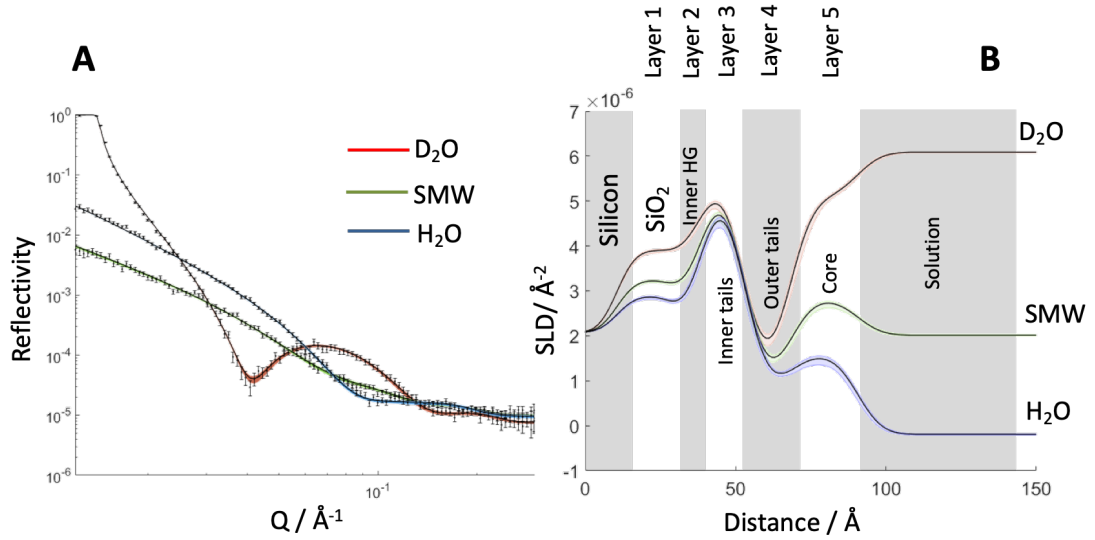 A
10⁰
10⁻¹
10⁻²
10⁻³
10⁻⁴
10⁻⁵
10⁻⁶
Reflectivity
D₂O
SMW
H₂O
10⁻¹
Q / Å⁻¹
Layer 1
Layer 2
Layer 3
Layer 4
Layer 5
B
×10⁻⁶
7
6
5
4
3
2
1
0
-1
SLD/ Å-2
Silicon
SiO₂
Inner HG
Inner tails
Outer tails
Core
Solution
D₂O
SMW
H₂O
0
50
100
150
Distance / Å